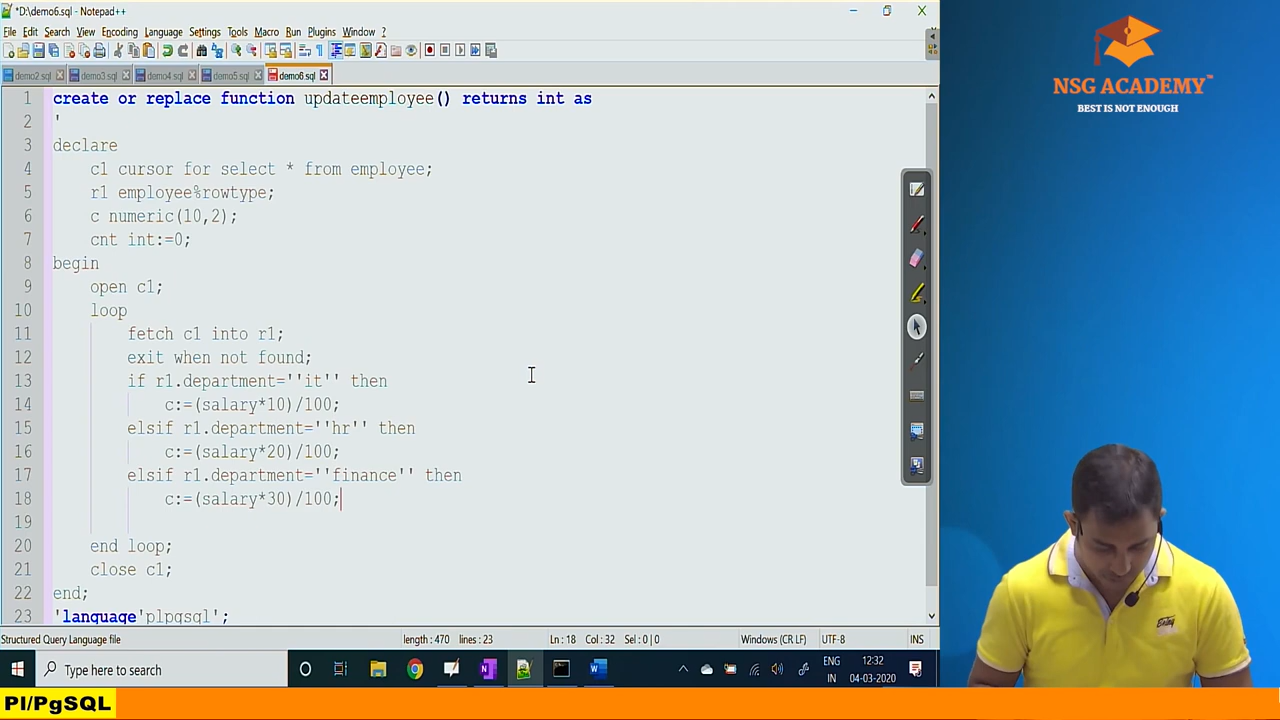 *D:\demo6.sql - Notepad++
File Edit Search View Encoding Language Settings Tools Macro Run Plugins Window ?
demo2.sql demo3.sql demo4.sql demo5.sql demo6.sql
1 create or replace function updateemployee() returns int as
2 '
3 declare
4 c1 cursor for select * from employee;
5 r1 employee%rowtype;
6 c numeric(10,2);
7 cnt int:=0;
8 begin
9 open c1;
10 loop
11 fetch c1 into r1;
12 exit when not found;
13 if r1.department=''it'' then
14 c:=(salary*10)/100;
15 elsif r1.department=''hr'' then
16 c:=(salary*20)/100;
17 elsif r1.department=''finance'' then
18 c:=(salary*30)/100;
19
20 end loop;
21 close c1;
22 end;
23 'language'plpgsql';
Structured Query Language file length : 470 lines : 23 Ln : 18 Col : 32 Sel : 0 | 0 Windows (CR LF) UTF-8 INS
Type here to search
ENG
IN
12:32
04-03-2020
NSG ACADEMY™
BEST IS NOT ENOUGH
Pl/PgSQL